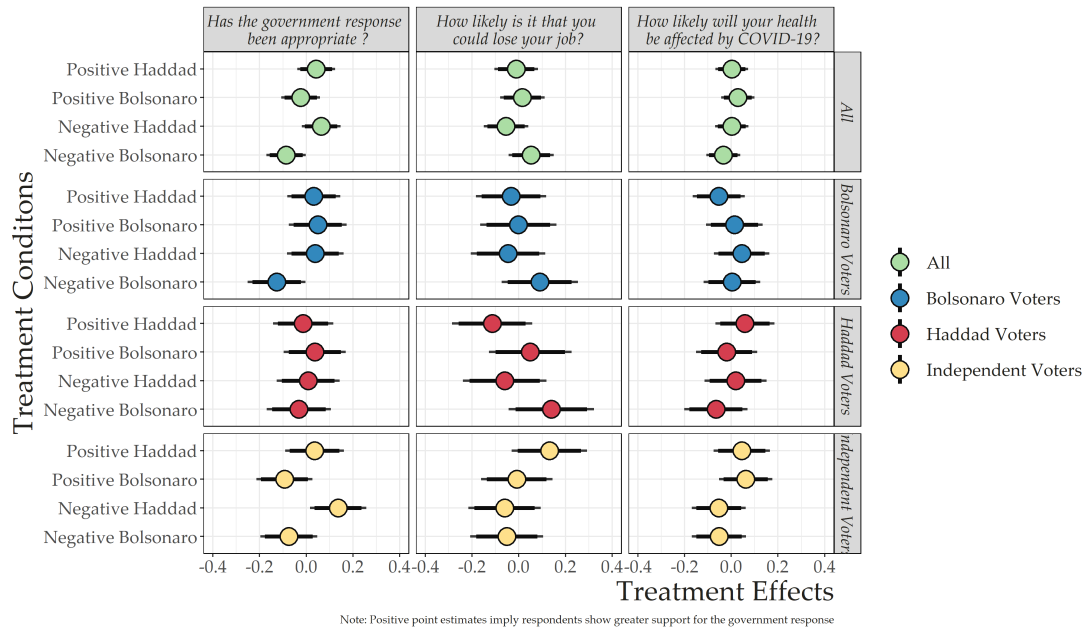 Has the government response
been appropriate ?
How likely is it that you
could lose your job?
How likely will your health
be affected by COVID-19?
Treatment Conditons
Positive Haddad
Positive Bolsonaro
Negative Haddad
Negative Bolsonaro
All
Positive Haddad
Positive Bolsonaro
Negative Haddad
Negative Bolsonaro
Bolsonaro Voters
Positive Haddad
Positive Bolsonaro
Negative Haddad
Negative Bolsonaro
Haddad Voters
Positive Haddad
Positive Bolsonaro
Negative Haddad
Negative Bolsonaro
ndependent Voters
-0.4 -0.2 0.0 0.2 0.4 -0.4 -0.2 0.0 0.2 0.4 -0.4 -0.2 0.0 0.2 0.4
Treatment Effects
Note: Positive point estimates imply respondents show greater support for the government response
All
Bolsonaro Voters
Haddad Voters
Independent Voters